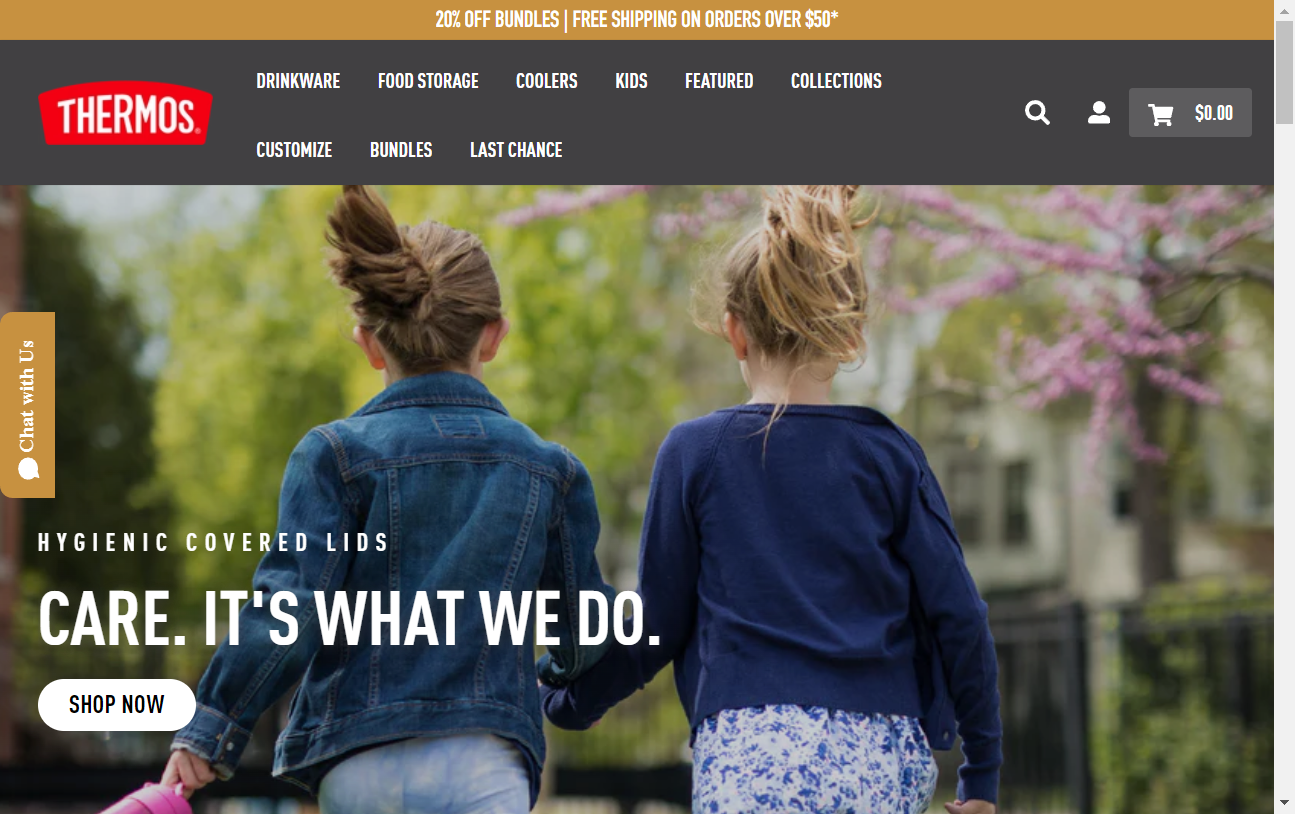 20% OFF BUNDLES | FREE SHIPPING ON ORDERS OVER $50*
THERMOS®
DRINKWARE FOOD STORAGE COOLERS KIDS FEATURED COLLECTIONS
CUSTOMIZE BUNDLES LAST CHANCE
$0.00
Chat with Us
HYGIENIC COVERED LIDS
CARE. IT'S WHAT WE DO.
SHOP NOW